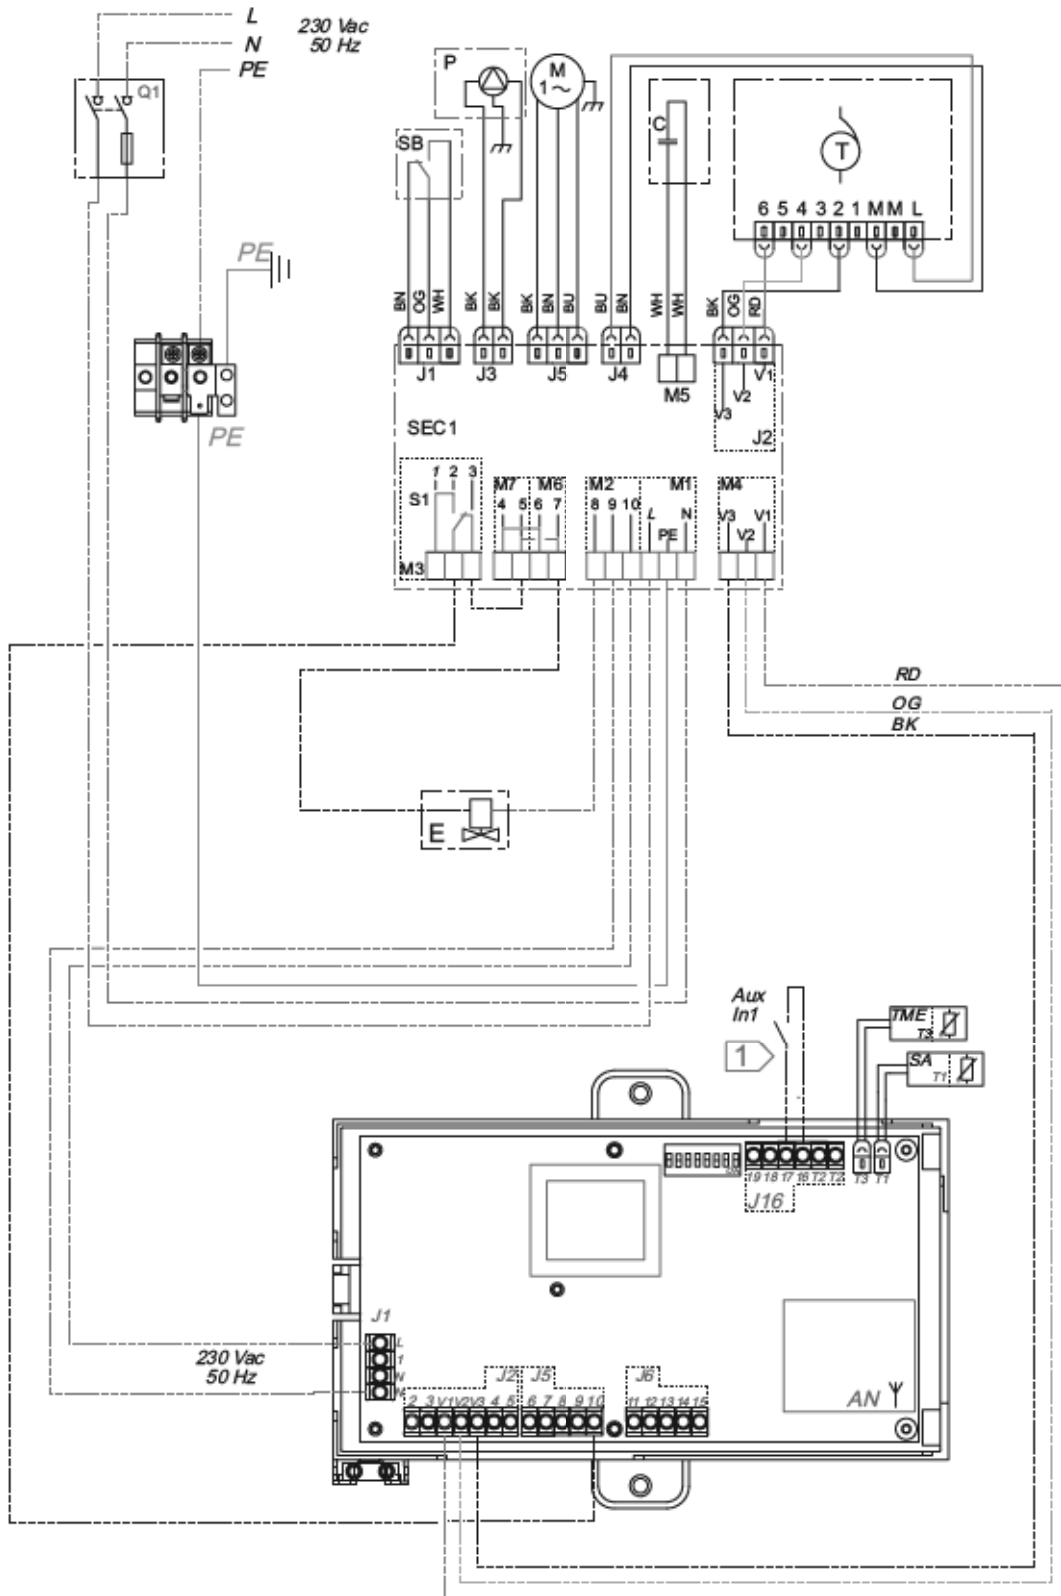 L
230 Vac
N
50 Hz
PE
Q1
P
M
1~
C
SB
T
6 5 4 3 2 1 M M L
PE
BN OG WH BK BK BK BN BU BU BN WH WH BK OG RD
J1 J3 J5 J4
M5
V1
V2
V3
J2
PE
SEC1
1 2 3
S1
M3
M7 M6
4 5 6 7
M2 M1
8 9 10 L PE N
M4
V3 V2 V1
RD
OG
BK
E
Aux
In1
1
TME
T3
SA
T1
19 18 17 16 T2 T2
T3 T1
J16
J1
L
1
N
N
230 Vac
50 Hz
J2 J5 J6
2 3 V1 V2 V3 4 5 6 7 8 9 10 11 12 13 14 15
AN